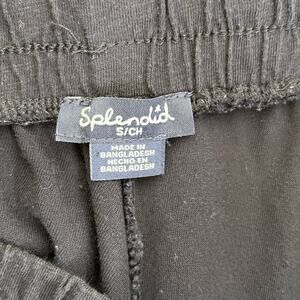 Splendid
S/CH
MADE IN
BANGLADESH
HECHO EN
BANGLADESH